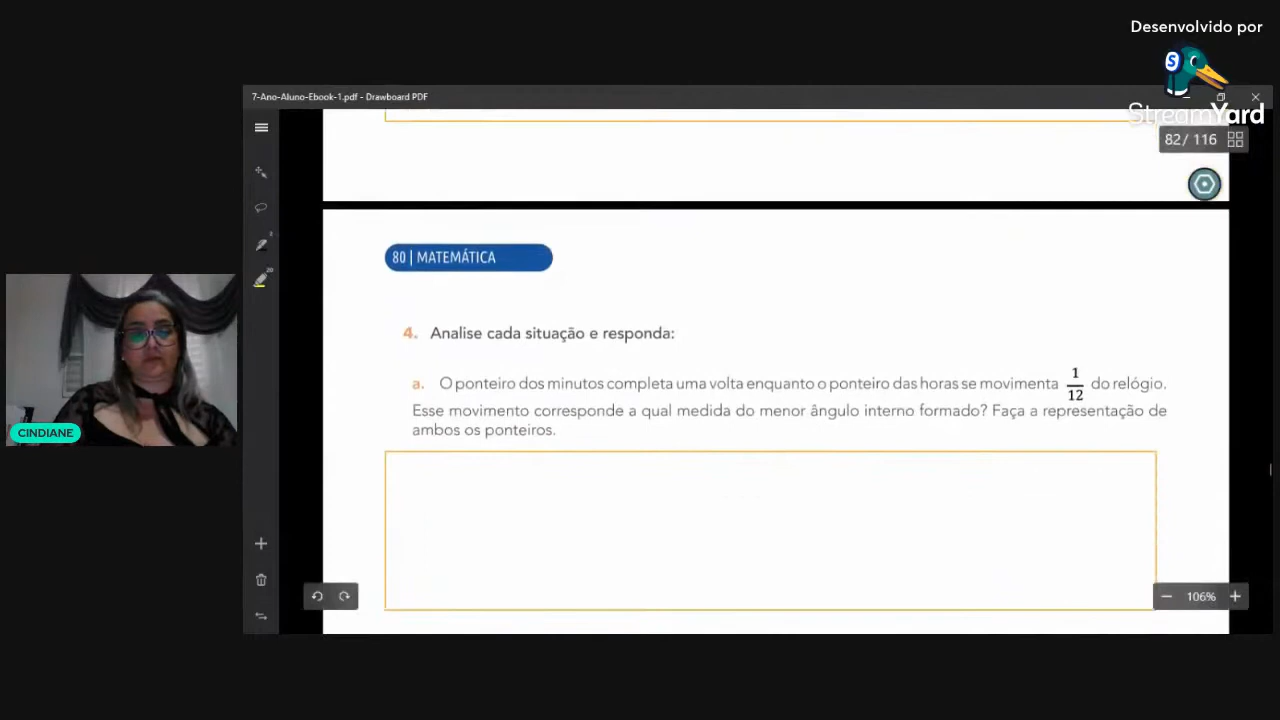 Desenvolvido por
StreamYard
7-Ano-Aluno-Ebook-1.pdf - Drawboard PDF
82 / 116
80 | MATEMÁTICA
4. Analise cada situação e responda:
a. O ponteiro dos minutos completa uma volta enquanto o ponteiro das horas se movimenta 1/12 do relógio.
Esse movimento corresponde a qual medida do menor ângulo interno formado? Faça a representação de
ambos os ponteiros.
CINDIANE
106%